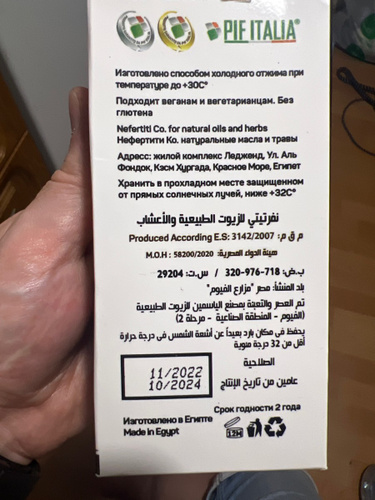 PIF ITALIA®
Изготовлено способом холодного отжима при
температуре до +30С°
Подходит веганам и вегетарианцам. Без
глютена
Nefertiti Co. for natural oils and herbs
Нефертити Ко. натуральные масла и травы
Адрес: жилой комплекс Ледженд, Ул. Аль
Фондок, Кэсм Хургада, Красное Море, Египет
Хранить в прохладном месте защищенном
от прямых солнечных лучей, ниже +32С°
نفرتيتي للزيوت الطبيعية والأعشاب
Produced According E.S: 3142/2007 :م ق م
M.O.H : 58200/2020 هيئة الدواء المصرية:
ب.ض: 718-976-320 / س.ت: 29204
بلد المنشأ: مصر "مزارع الفيوم"
تم العصر والتعبئة بمصنع الياسمين للزيوت الطبيعية
(الفيوم - المنطقة الصناعية - مرحلة 2)
يحفظ في مكان بارد بعيداً عن أشعة الشمس في درجة حرارة
أقل من 32 درجة مئوية
الصلاحية
عامين من تاريخ الإنتاج
11/2022
10/2024
Срок годности 2 года
Изготовлено в Египте
Made in Egypt
12M